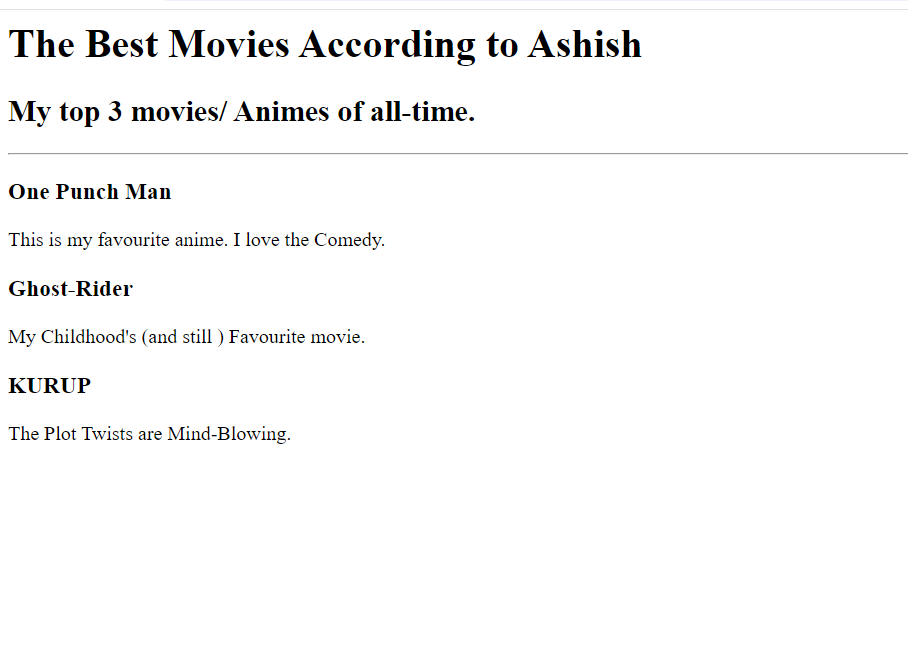 The Best Movies According to Ashish
My top 3 movies/ Animes of all-time.
One Punch Man
This is my favourite anime. I love the Comedy.
Ghost-Rider
My Childhood's (and still ) Favourite movie.
KURUP
The Plot Twists are Mind-Blowing.